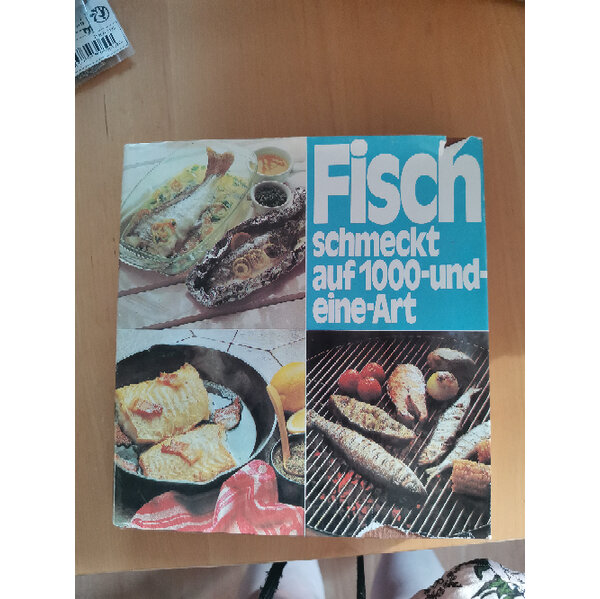 Fisch
schmeckt
auf 1000-und-
eine-Art